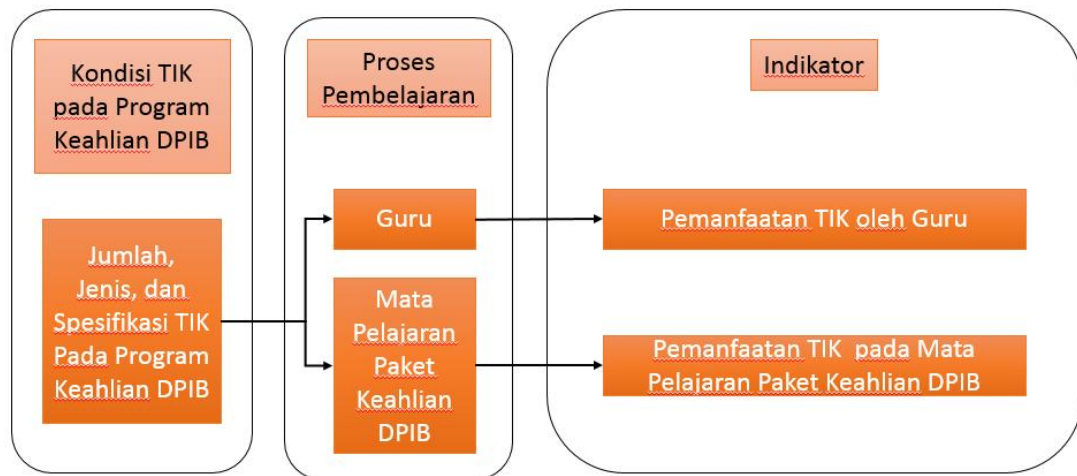 Kondisi TIK
pada Program
Keahlian DPIB
Jumlah,
Jenis, dan
Spesifikasi TIK
Pada Program
Keahlian DPIB
Proses
Pembelajaran
Guru
Mata
Pelajaran
Paket
Keahlian
DPIB
Indikator
Pemanfaatan TIK oleh Guru
Pemanfaatan TIK pada Mata
Pelajaran Paket Keahlian DPIB